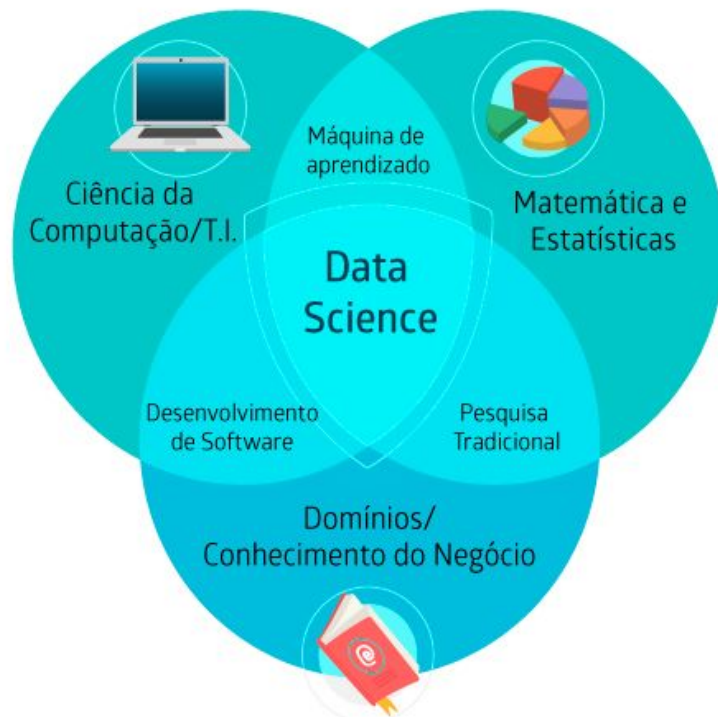 Máquina de
aprendizado
Ciência da
Computação/T.I.
Matemática e
Estatísticas
Data
Science
Desenvolvimento
de Software
Pesquisa
Tradicional
Domínios/
Conhecimento do Negócio